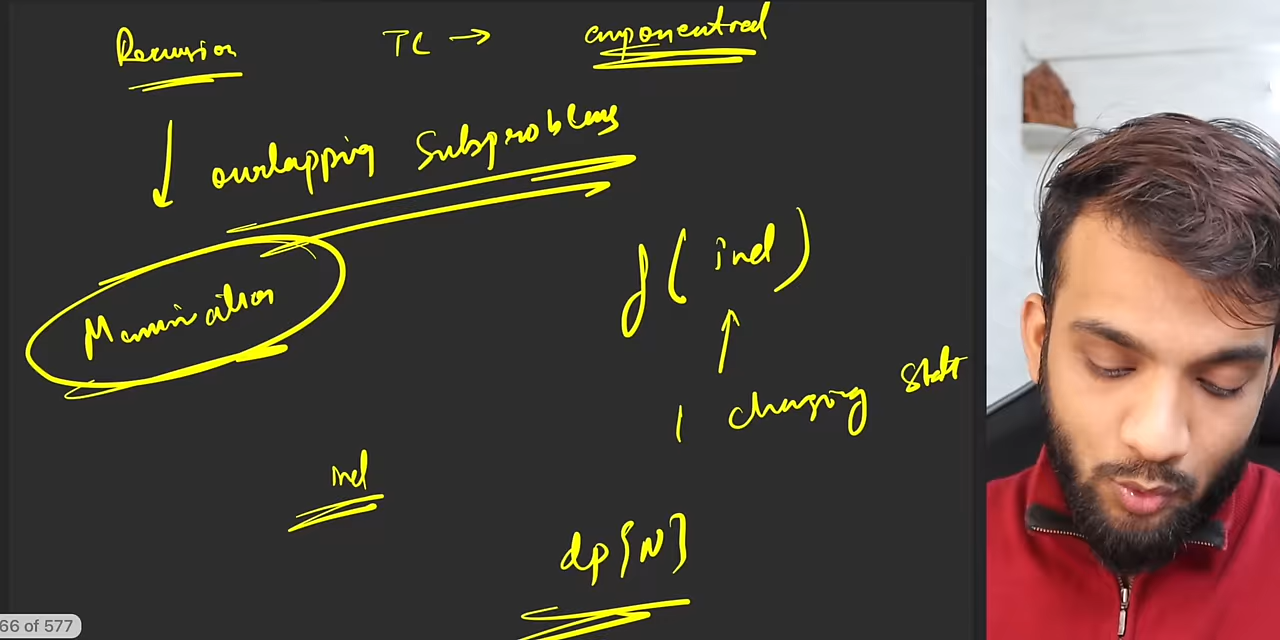 Recursion TC → exponential
↓ overlapping Subproblems
Memoization
f(ind)
↑
1 changing state
ind
dp[N]
66 of 577